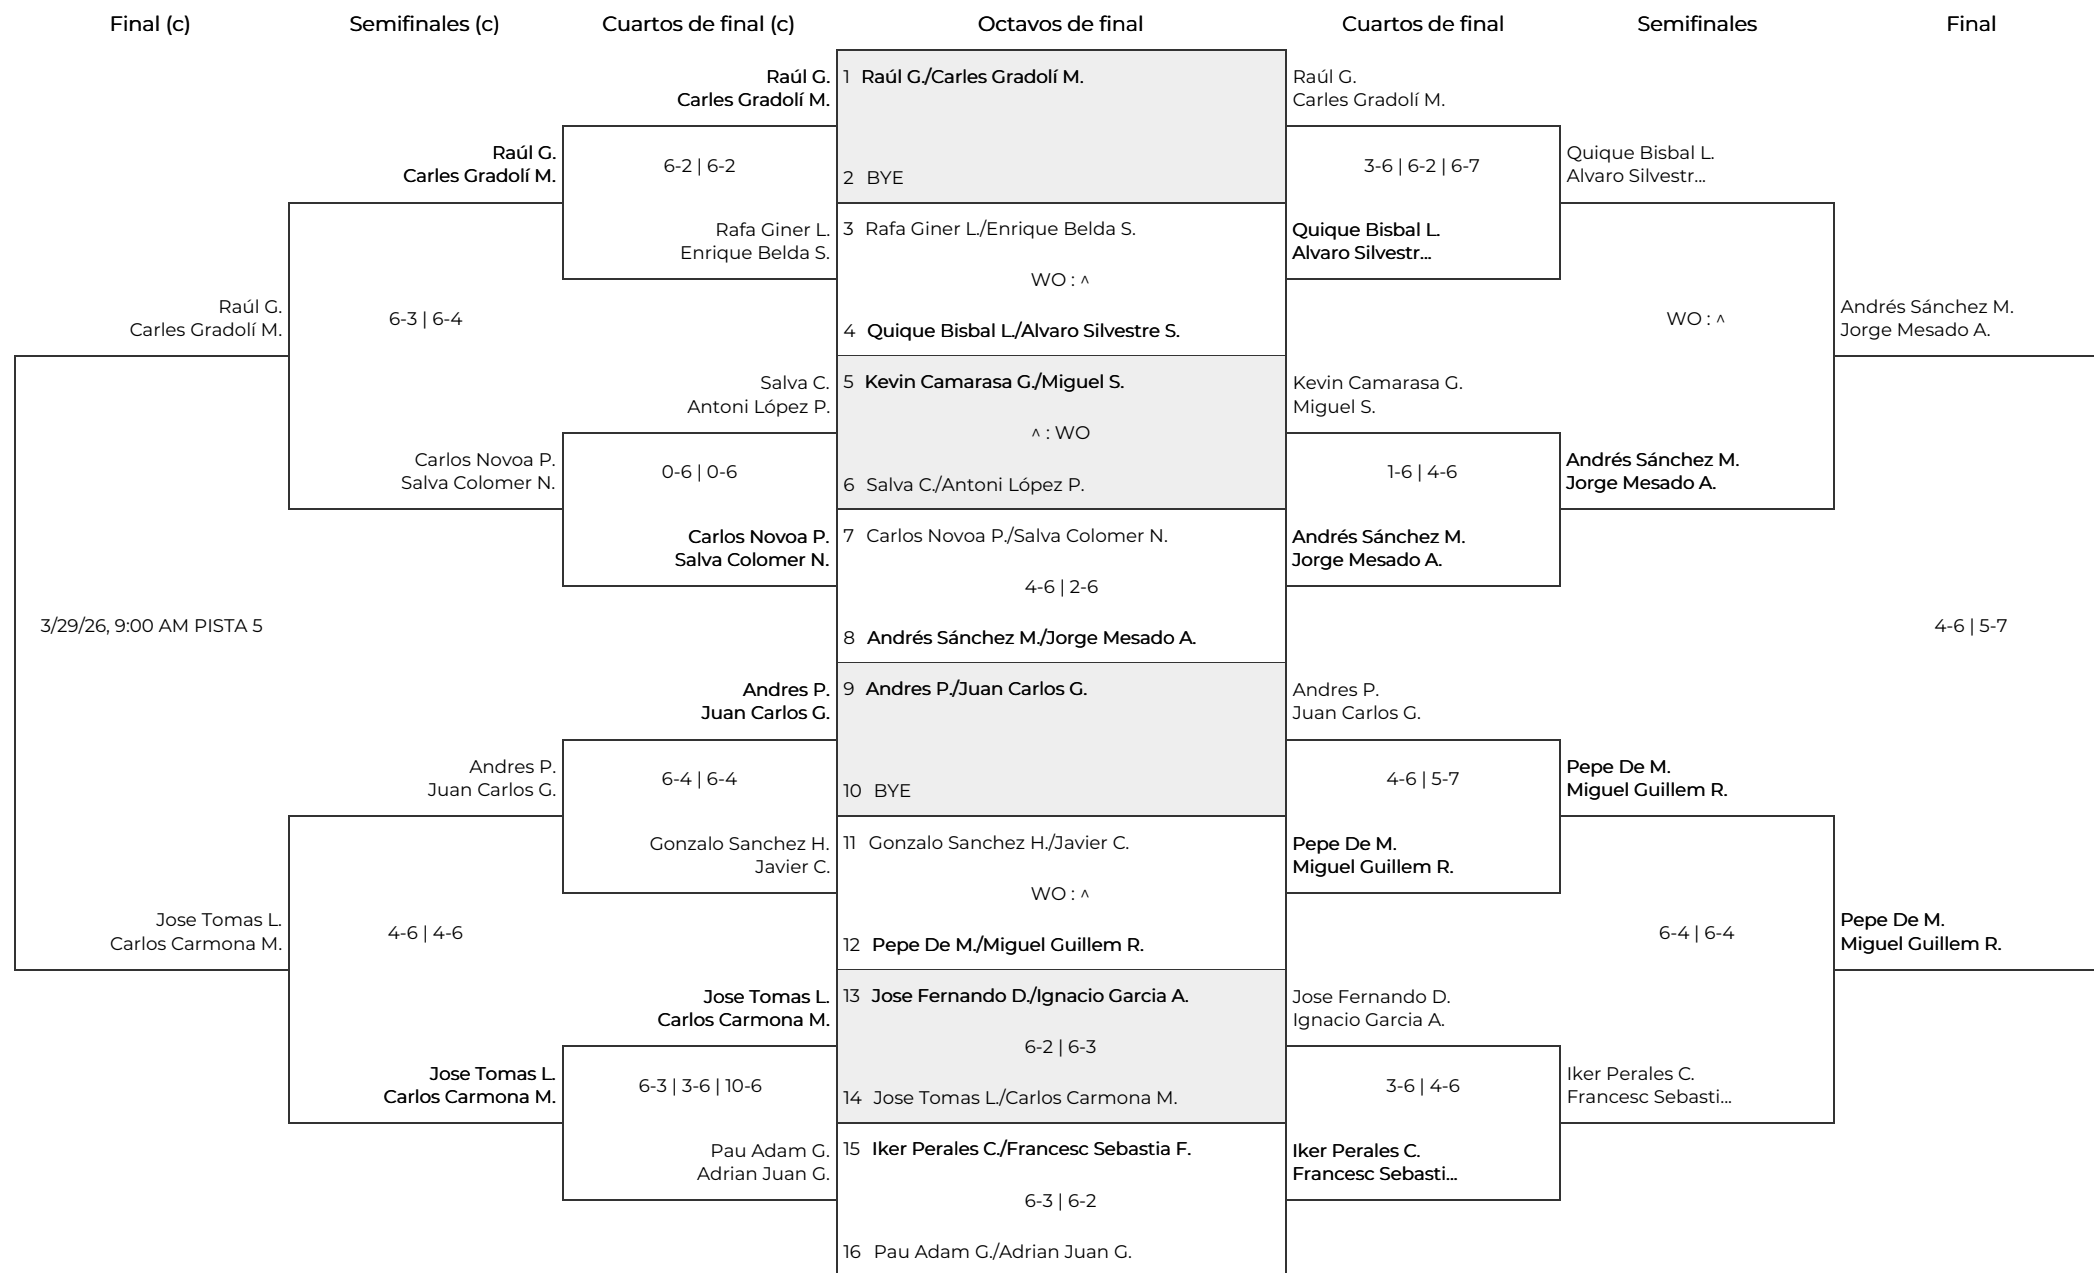 Final (c)
Semifinales (c)
Cuartos de final (c)
Octavos de final
Cuartos de final
Semifinales
Final
Raúl G.
Carles Gradolí M.
Jose Tomas L.
Carlos Carmona M.
3/29/26, 9:00 AM PISTA 5
Raúl G.
Carles Gradolí M.
6-3 | 6-4
Carlos Novoa P.
Salva Colomer N.
Andres P.
Juan Carlos G.
4-6 | 4-6
Jose Tomas L.
Carlos Carmona M.
Raúl G.
Carles Gradolí M.
6-2 | 6-2
Rafa Giner L.
Enrique Belda S.
Salva C.
Antoni López P.
0-6 | 0-6
Carlos Novoa P.
Salva Colomer N.
Andres P.
Juan Carlos G.
6-4 | 6-4
Gonzalo Sanchez H.
Javier C.
Jose Tomas L.
Carlos Carmona M.
6-3 | 3-6 | 10-6
Pau Adam G.
Adrian Juan G.
1 Raúl G./Carles Gradolí M.
2 BYE
3 Rafa Giner L./Enrique Belda S.
WO : ^
4 Quique Bisbal L./Alvaro Silvestre S.
5 Kevin Camarasa G./Miguel S.
^ : WO
6 Salva C./Antoni López P.
7 Carlos Novoa P./Salva Colomer N.
4-6 | 2-6
8 Andrés Sánchez M./Jorge Mesado A.
9 Andres P./Juan Carlos G.
10 BYE
11 Gonzalo Sanchez H./Javier C.
WO : ^
12 Pepe De M./Miguel Guillem R.
13 Jose Fernando D./Ignacio Garcia A.
6-2 | 6-3
14 Jose Tomas L./Carlos Carmona M.
15 Iker Perales C./Francesc Sebastia F.
6-3 | 6-2
16 Pau Adam G./Adrian Juan G.
Raúl G.
Carles Gradolí M.
3-6 | 6-2 | 6-7
Quique Bisbal L.
Alvaro Silvestr...
Kevin Camarasa G.
Miguel S.
1-6 | 4-6
Andrés Sánchez M.
Jorge Mesado A.
Andres P.
Juan Carlos G.
4-6 | 5-7
Pepe De M.
Miguel Guillem R.
Jose Fernando D.
Ignacio Garcia A.
3-6 | 4-6
Iker Perales C.
Francesc Sebasti...
Quique Bisbal L.
Alvaro Silvestr...
WO : ^
Andrés Sánchez M.
Jorge Mesado A.
Pepe De M.
Miguel Guillem R.
6-4 | 6-4
Iker Perales C.
Francesc Sebasti...
Andrés Sánchez M.
Jorge Mesado A.
4-6 | 5-7
Pepe De M.
Miguel Guillem R.